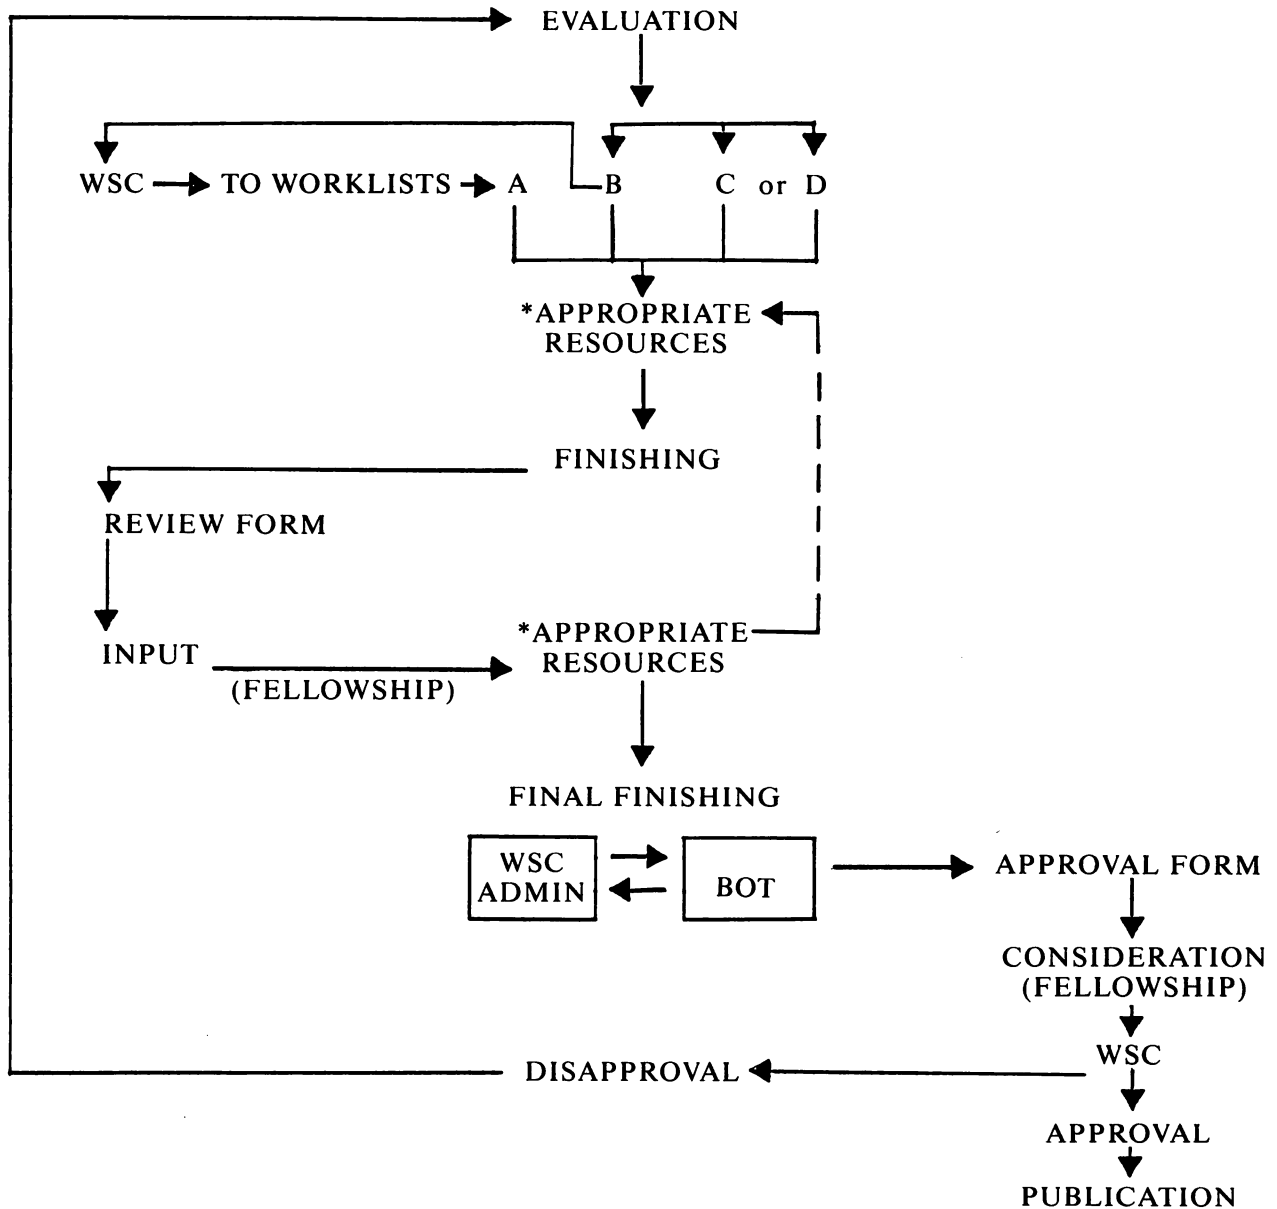 EVALUATION
WSC TO WORKLISTS A B C or D
*APPROPRIATE
RESOURCES
FINISHING
REVIEW FORM
*APPROPRIATE
RESOURCES
INPUT
(FELLOWSHIP)
FINAL FINISHING
WSC
ADMIN
BOT
APPROVAL FORM
CONSIDERATION
(FELLOWSHIP)
WSC
DISAPPROVAL
APPROVAL
PUBLICATION